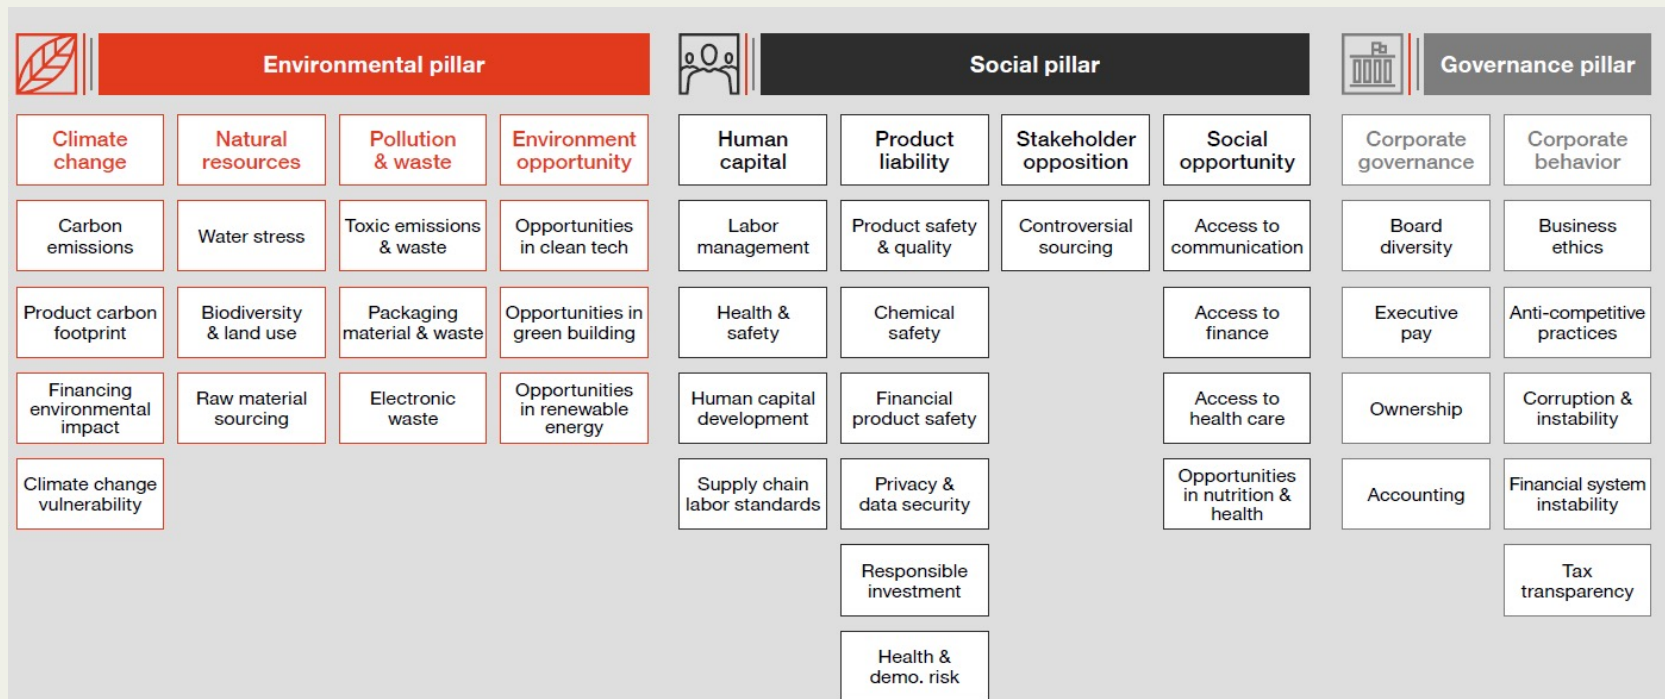 Environmental pillar
Social pillar
Governance pillar
Climate
change
Natural
resources
Pollution
& waste
Environment
opportunity
Human
capital
Product
liability
Stakeholder
opposition
Social
opportunity
Corporate
governance
Corporate
behavior
Carbon
emissions
Water stress
Toxic emissions
& waste
Opportunities
in clean tech
Labor
management
Product safety
& quality
Controversial
sourcing
Access to
communication
Board
diversity
Business
ethics
Product carbon
footprint
Biodiversity
& land use
Packaging
material & waste
Opportunities in
green building
Health &
safety
Chemical
safety
Access to
finance
Executive
pay
Anti-competitive
practices
Financing
environmental
impact
Raw material
sourcing
Electronic
waste
Opportunities
in renewable
energy
Human capital
development
Financial
product safety
Access to
health care
Ownership
Corruption &
instability
Climate change
vulnerability
Supply chain
labor standards
Privacy &
data security
Opportunities
in nutrition &
health
Accounting
Financial system
instability
Responsible
investment
Tax
transparency
Health &
demo. risk